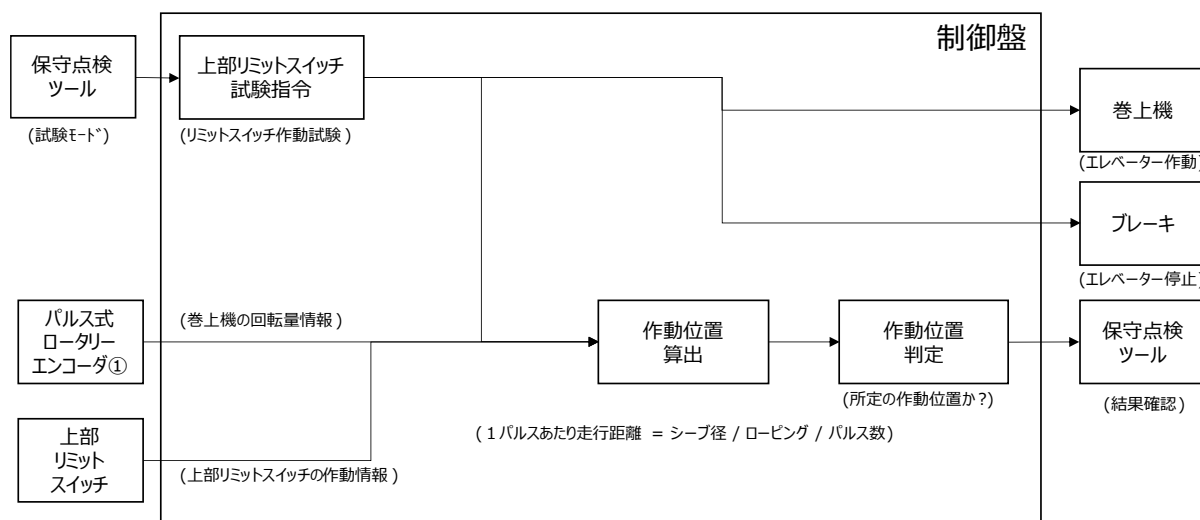 制御盤
保守点検
ツール
(試験ﾓｰﾄﾞ)
上部リミットスイッチ
試験指令
(リミットスイッチ作動試験)
巻上機
(エレベーター作動)
ブレーキ
(エレベーター停止)
パルス式
ロータリー
エンコーダ①
(巻上機の回転量情報)
作動位置
算出
作動位置
判定
(所定の作動位置か?)
保守点検
ツール
(結果確認)
(1パルスあたり走行距離 = シーブ径 / ローピング / パルス数)
上部
リミット
スイッチ
(上部リミットスイッチの作動情報)